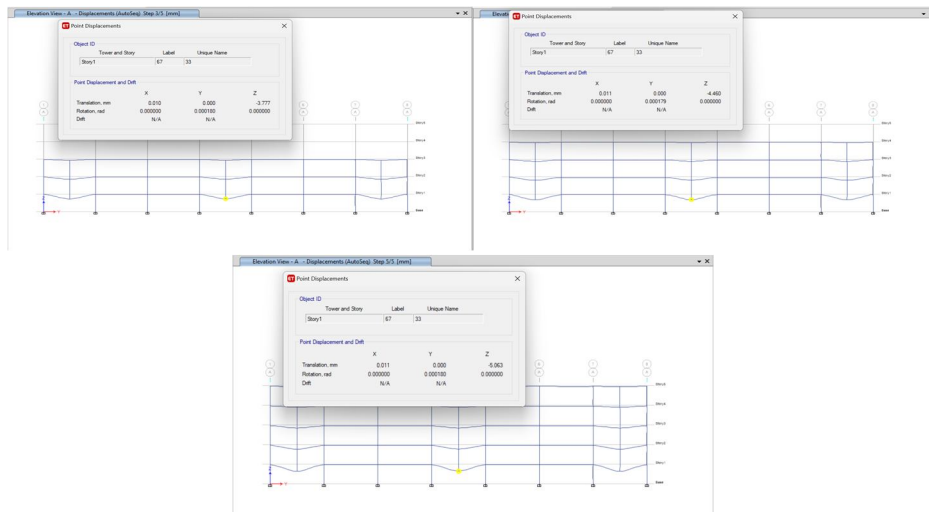 Elevation View - A - Displacements (AutoSeq) Step 3/5 [mm]
Point Displacements
Object ID
Tower and Story Label Unique Name
Story1 67 33
Point Displacement and Drift
X Y Z
Translation, mm 0.010 0.000 -3.777
Rotation, rad 0.000000 0.000180 0.000000
Drift N/A N/A
Point Displacements
Object ID
Tower and Story Label Unique Name
Story1 67 33
Point Displacement and Drift
X Y Z
Translation, mm 0.011 0.000 -4.460
Rotation, rad 0.000000 0.000179 0.000000
Drift N/A N/A
Elevation View - A - Displacements (AutoSeq) Step 5/5 [mm]
Point Displacements
Object ID
Tower and Story Label Unique Name
Story1 67 33
Point Displacement and Drift
X Y Z
Translation, mm 0.011 0.000 -5.063
Rotation, rad 0.000000 0.000180 0.000000
Drift N/A N/A